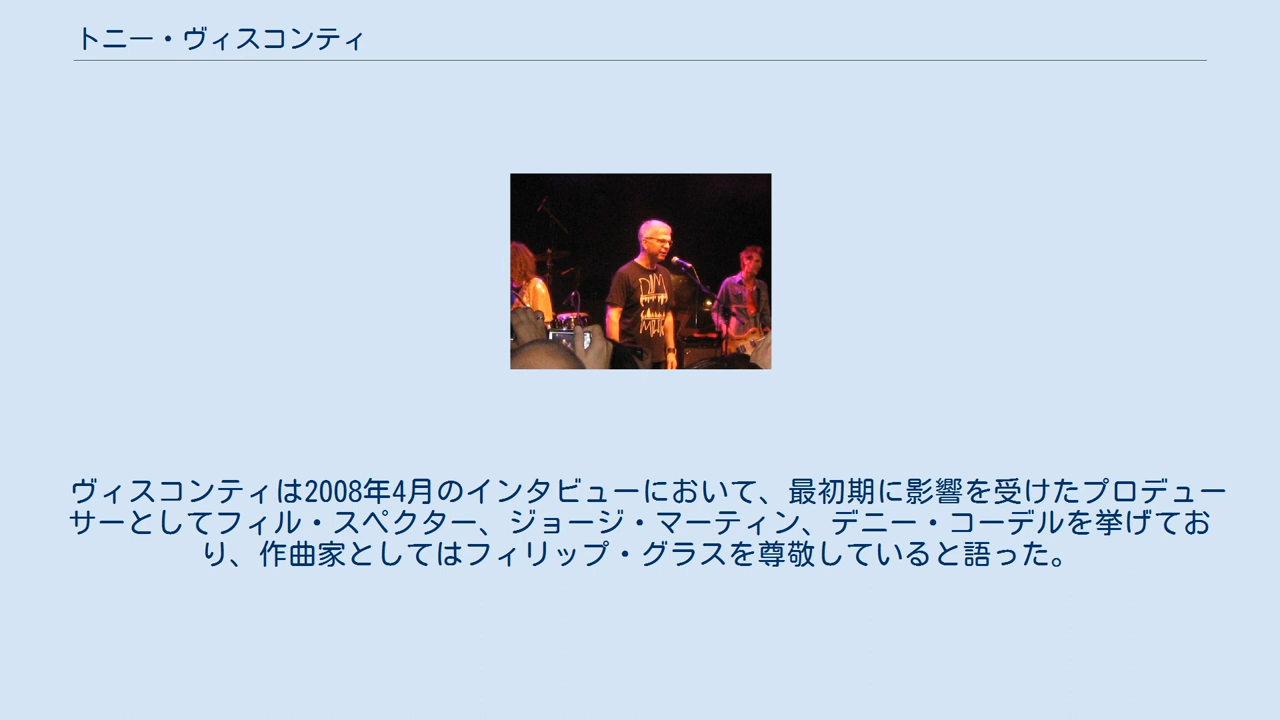 トニー・ヴィスコンティ
ヴィスコンティは2008年4月のインタビューにおいて、最初期に影響を受けたプロデュー
サーとしてフィル・スペクター、ジョージ・マーティン、デニー・コーデルを挙げてお
り、作曲家としてはフィリップ・グラスを尊敬していると語った。